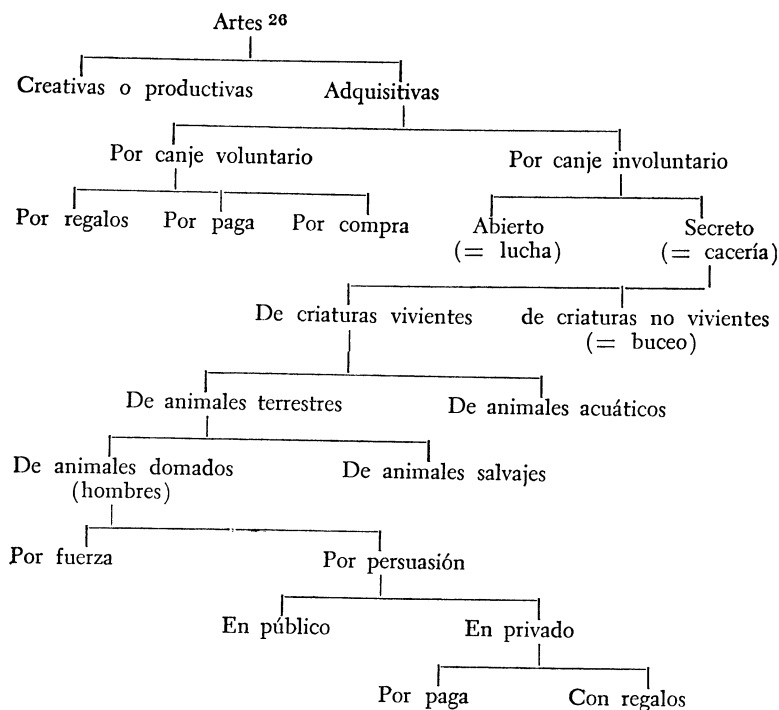 Artes 26
Creativas o productivas Adquisitivas
Por canje voluntario Por canje involuntario
Por regalos Por paga Por compra Abierto Secreto
(= lucha) (= cacería)
De criaturas vivientes de criaturas no vivientes
(= buceo)
De animales terrestres De animales acuáticos
De animales domados De animales salvajes
(hombres)
Por fuerza Por persuasión
En público En privado
Por paga Con regalos